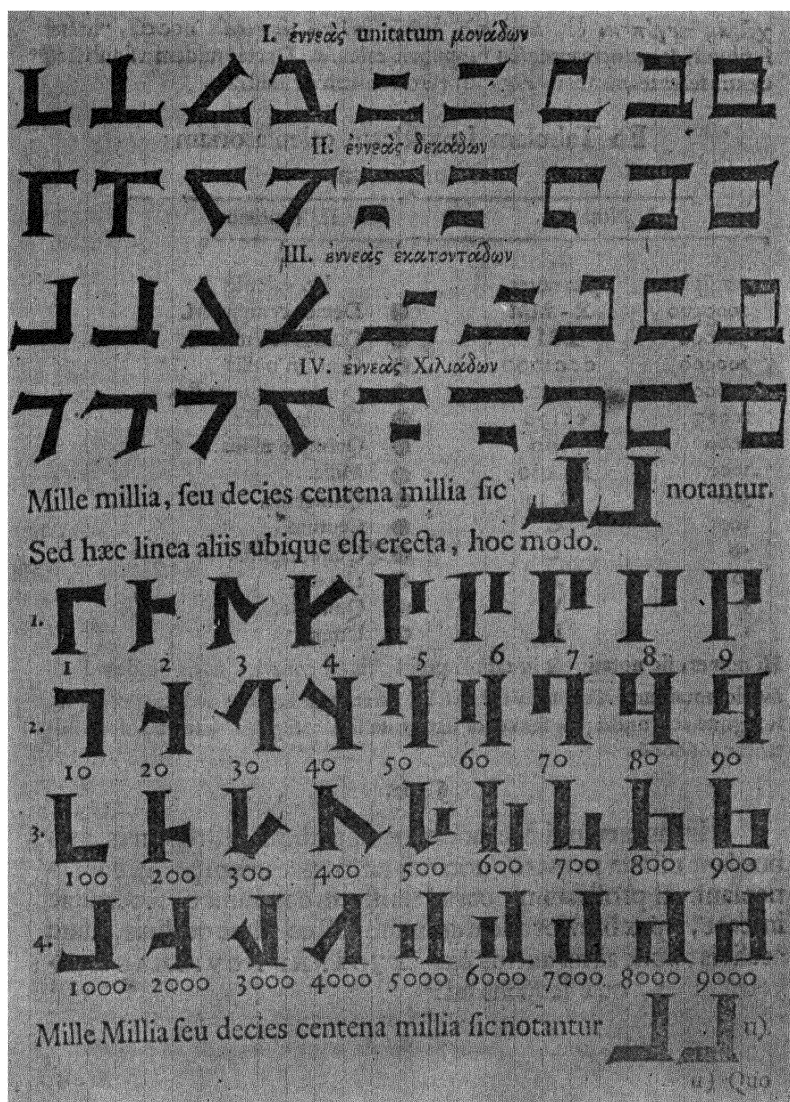 I. ἐννεὰς unitatum μονάδων
II. ἐννεὰς δεκάδων
III. ἐννεὰς ἑκατοντάδων
IV. ἐννεὰς Χιλιάδων
Mille millia, ſeu decies centena millia ſic notantur.
Sed hæc linea aliis ubique eſt erecta, hoc modo.
1.
1 2 3 4 5 6 7 8 9
2.
10 20 30 40 50 60 70 80 90
3.
100 200 300 400 500 600 700 800 900
4.
1000 2000 3000 4000 5000 6000 7000 8000 9000
Mille Millia ſeu decies centena millia ſic notantur u)
u) Quo